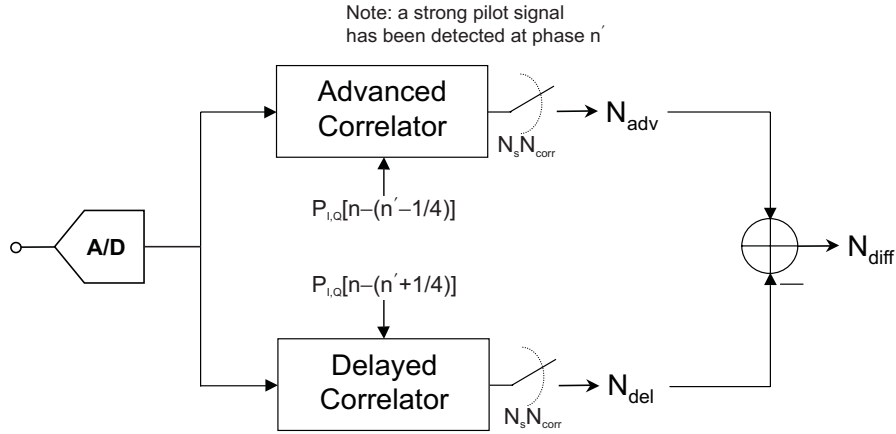 Note: a strong pilot signal
has been detected at phase n′
Advanced
Correlator
N_adv
N_sN_corr
P_I,Q[n–(n′–1/4)]
A/D
N_diff
P_I,Q[n–(n′+1/4)]
Delayed
Correlator
N_del
N_sN_corr